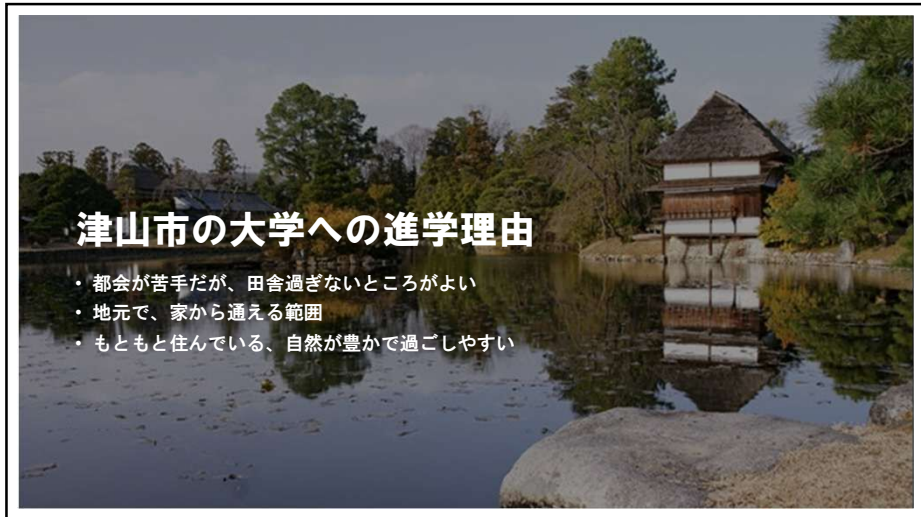 津山市の大学への進学理由
• 都会が苦手だが、田舎過ぎないところがよい
• 地元で、家から通える範囲
• もともと住んでいる、自然が豊かで過ごしやすい